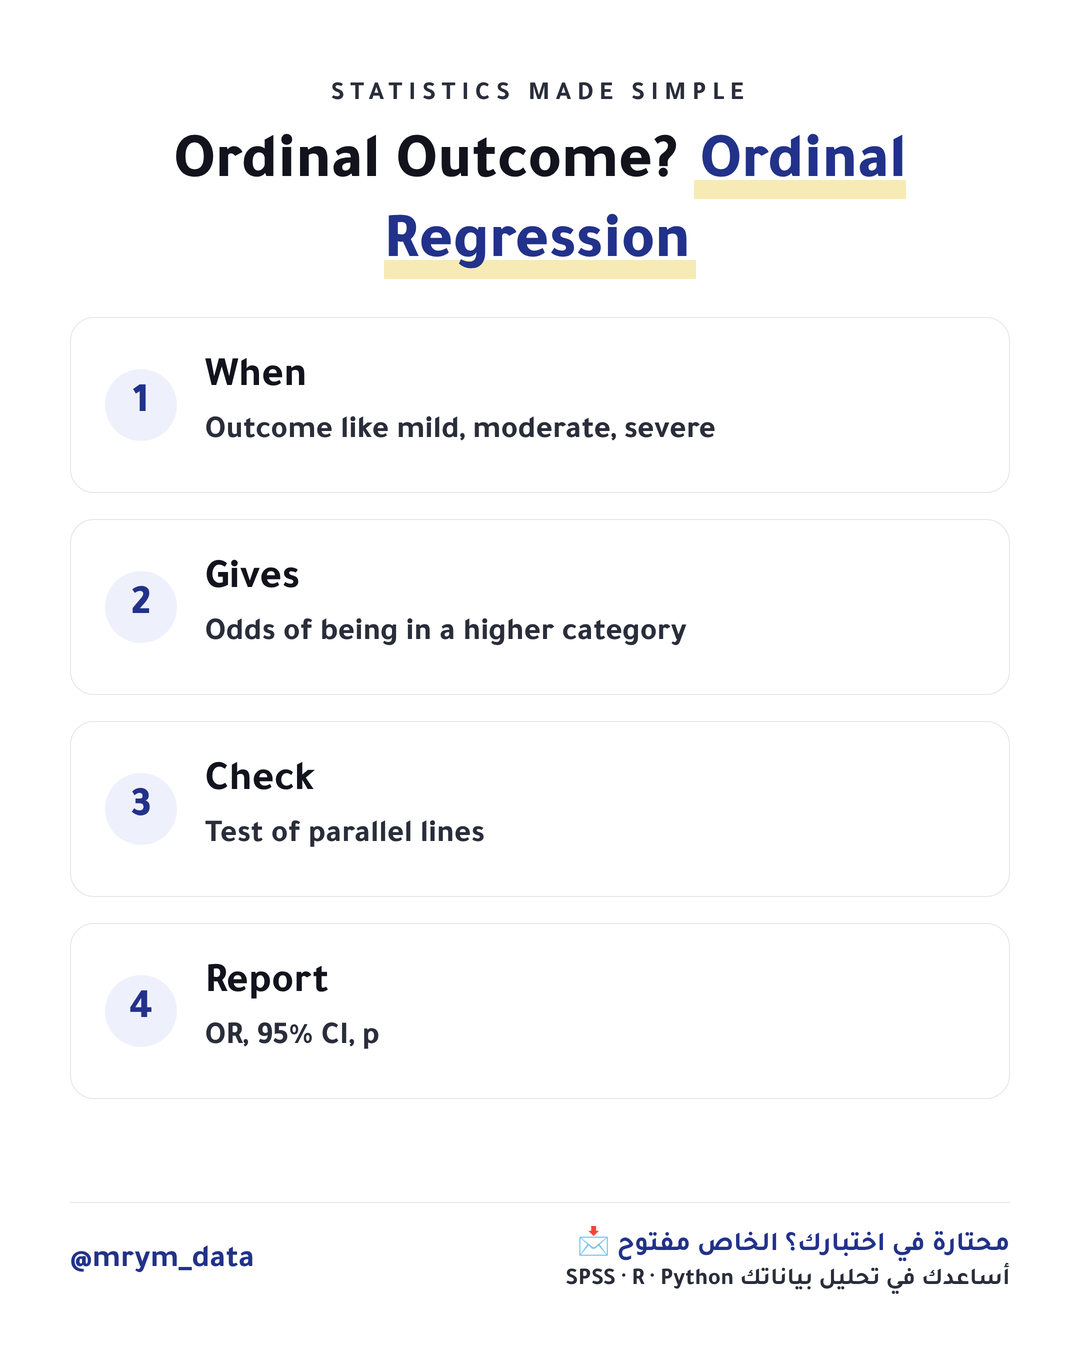 STATISTICS MADE SIMPLE
Ordinal Outcome? Ordinal
Regression
1
When
Outcome like mild, moderate, severe
2
Gives
Odds of being in a higher category
3
Check
Test of parallel lines
4
Report
OR, 95% CI, p
محتارة في اختبارك؟ الخاص مفتوح 📩
أساعدك في تحليل بياناتك SPSS · R · Python
@mrym_data